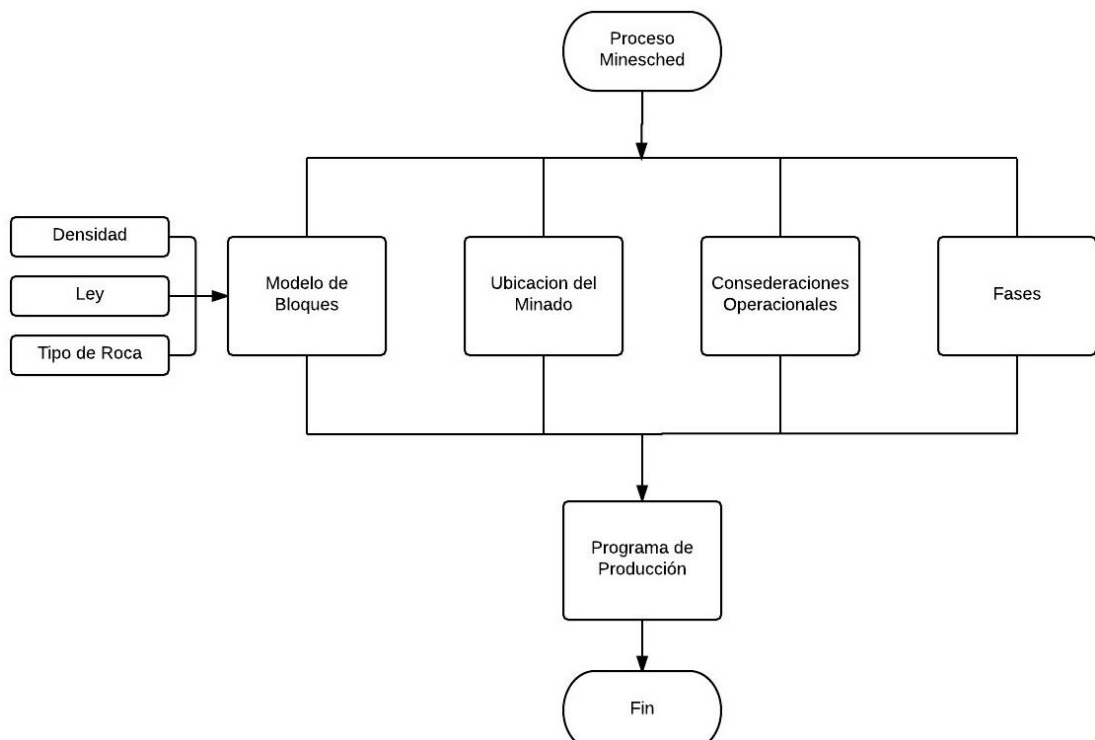 Proceso
Minesched
Densidad
Ley
Tipo de Roca
Modelo de
Bloques
Ubicacion del
Minado
Consederaciones
Operacionales
Fases
Programa de
Producción
Fin